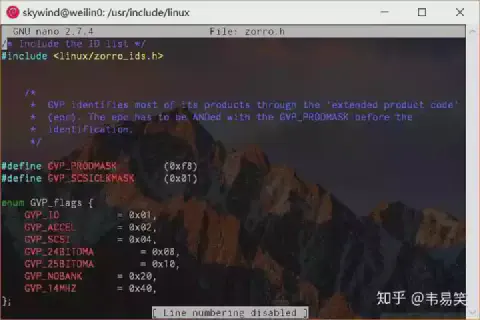 skywind@weilin0: /usr/include/linux
GNU nano 2.7.4 File: zorro.h
/* Include the ID list */
#include <linux/zorro_ids.h>
/*
* GVP identifies most of its products through the 'extended product code'
* (epc). The epc has to be ANDed with the GVP_PRODMASK before the
* identification.
*/
#define GVP_PRODMASK (0xf8)
#define GVP_SCSICLKMASK (0x01)
enum GVP_flags {
GVP_IO = 0x01,
GVP_ACCEL = 0x02,
GVP_SCSI = 0x04,
GVP_24BITDMA = 0x08,
GVP_25BITDMA = 0x10,
GVP_NOBANK = 0x20,
GVP_14MHZ = 0x40,
};
[ Line numbering disabled ]
知乎 @韦易笑